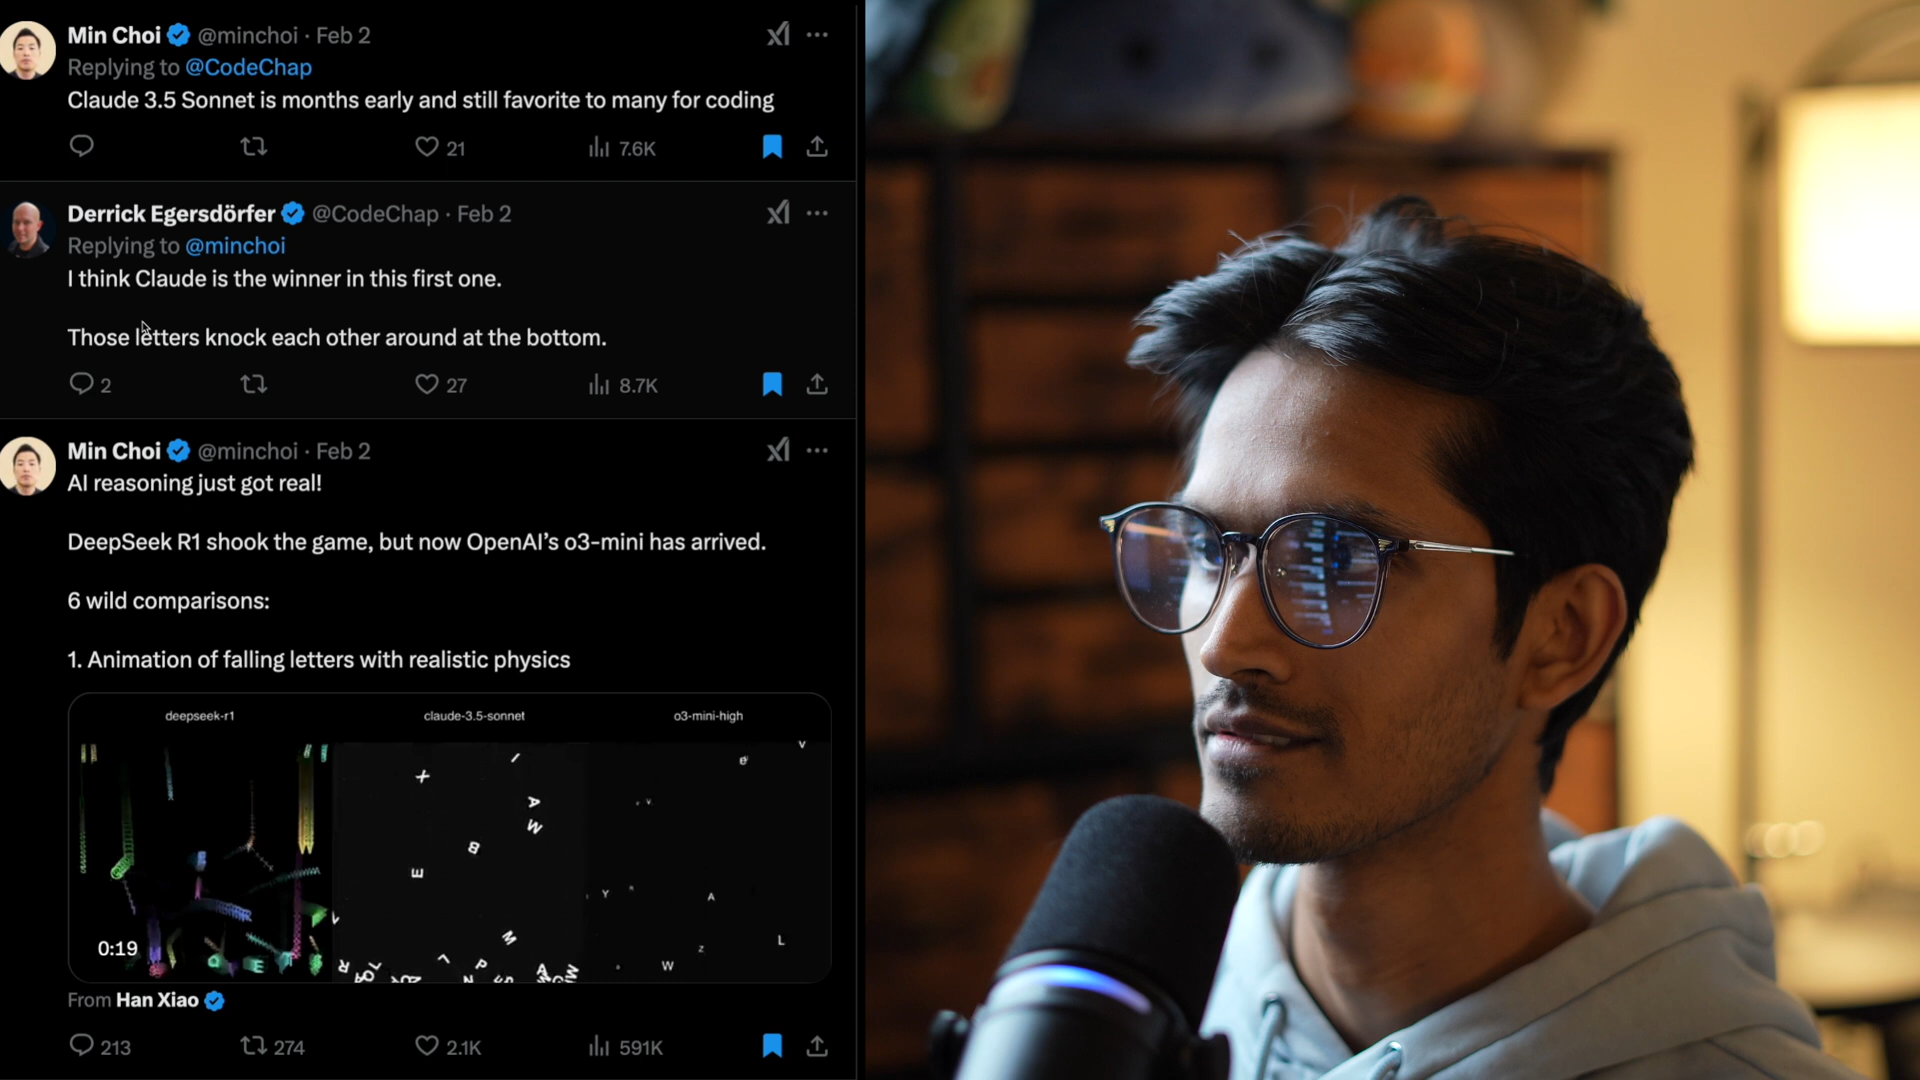 Min Choi @minchoi · Feb 2
Replying to @CodeChap
Claude 3.5 Sonnet is months early and still favorite to many for coding
21 7.6K
Derrick Egersdörfer @CodeChap · Feb 2
Replying to @minchoi
I think Claude is the winner in this first one.
Those letters knock each other around at the bottom.
2 27 8.7K
Min Choi @minchoi · Feb 2
AI reasoning just got real!
DeepSeek R1 shook the game, but now OpenAI’s o3-mini has arrived.
6 wild comparisons:
1. Animation of falling letters with realistic physics
deepseek-r1 claude-3.5-sonnet o3-mini-high
0:19
From Han Xiao
213 274 2.1K 591K